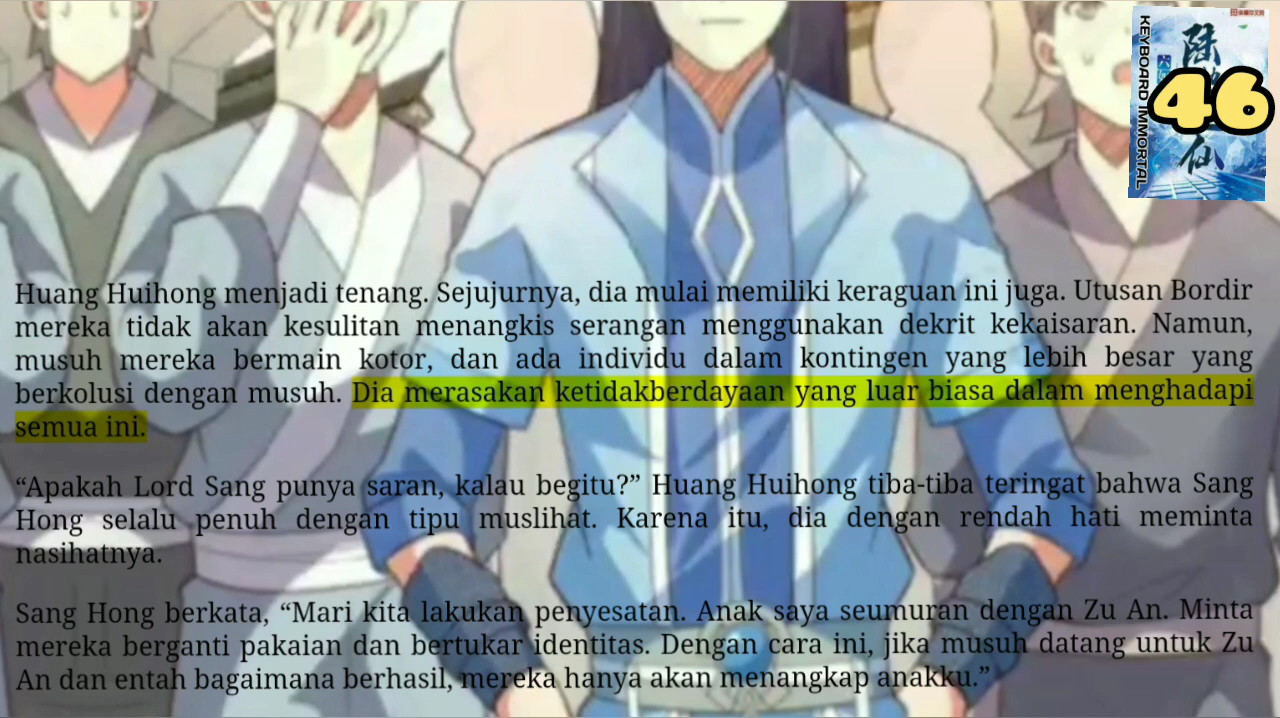 46
KEYBOARD IMMORTAL
Huang Huihong menjadi tenang. Sejujurnya, dia mulai memiliki keraguan ini juga. Utusan Bordir
mereka tidak akan kesulitan menangkis serangan menggunakan dekrit kekaisaran. Namun,
musuh mereka bermain kotor, dan ada individu dalam kontingen yang lebih besar yang
berkolusi dengan musuh. Dia merasakan ketidakberdayaan yang luar biasa dalam menghadapi
semua ini.
“Apakah Lord Sang punya saran, kalau begitu?” Huang Huihong tiba-tiba teringat bahwa Sang
Hong selalu penuh dengan tipu muslihat. Karena itu, dia dengan rendah hati meminta
nasihatnya.
Sang Hong berkata, “Mari kita lakukan penyesatan. Anak saya seumuran dengan Zu An. Minta
mereka berganti pakaian dan bertukar identitas. Dengan cara ini, jika musuh datang untuk Zu
An dan entah bagaimana berhasil, mereka hanya akan menangkap anakku.”